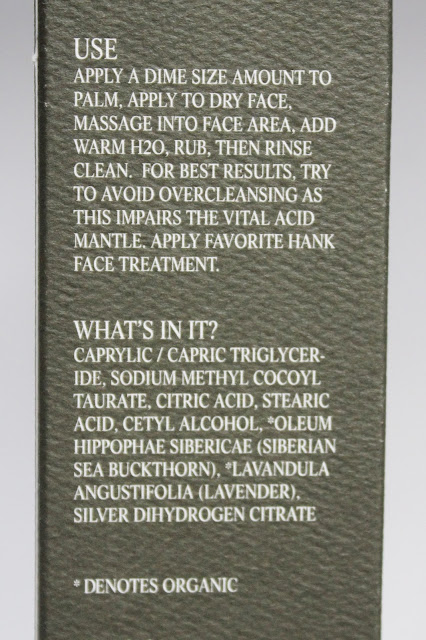 USE
APPLY A DIME SIZE AMOUNT TO
PALM, APPLY TO DRY FACE,
MASSAGE INTO FACE AREA, ADD
WARM H2O, RUB, THEN RINSE
CLEAN. FOR BEST RESULTS, TRY
TO AVOID OVERCLEANSING AS
THIS IMPAIRS THE VITAL ACID
MANTLE. APPLY FAVORITE HANK
FACE TREATMENT.
WHAT'S IN IT?
CAPRYLIC / CAPRIC TRIGLYCER-
IDE, SODIUM METHYL COCOYL
TAURATE, CITRIC ACID, STEARIC
ACID, CETYL ALCOHOL, *OLEUM
HIPPOPHAE SIBERICAE (SIBERIAN
SEA BUCKTHORN), *LAVANDULA
ANGUSTIFOLIA (LAVENDER),
SILVER DIHYDROGEN CITRATE
* DENOTES ORGANIC